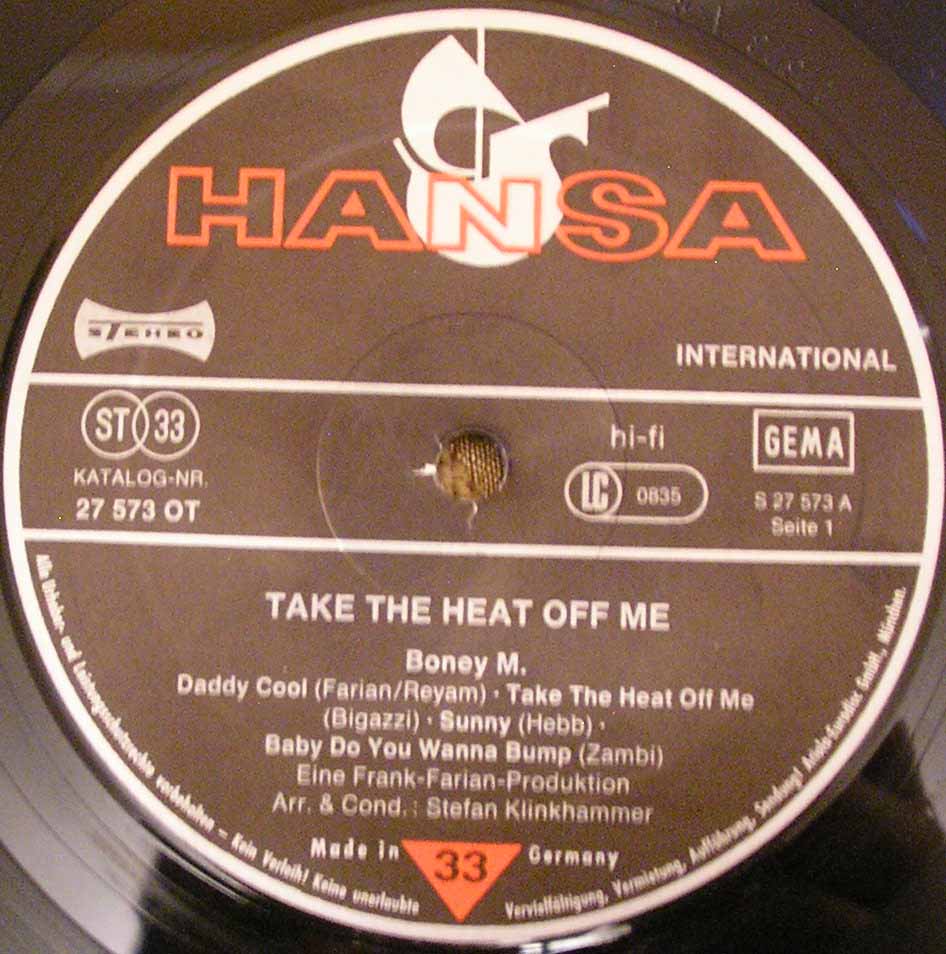 HANSA
STEREO
INTERNATIONAL
ST 33
hi-fi
GEMA
KATALOG-NR.
LC 0835
27 573 OT
S 27 573 A
Seite 1
TAKE THE HEAT OFF ME
Boney M.
Daddy Cool (Farian/Reyam) · Take The Heat Off Me
(Bigazzi) · Sunny (Hebb) ·
Baby Do You Wanna Bump (Zambi)
Eine Frank-Farian-Produktion
Arr. & Cond.: Stefan Klinkhammer
Made in 33 Germany
Alle Urheber- und Leistungsschutzrechte vorbehalten – Kein Verleih! Keine unerlaubte Vervielfältigung, Vermietung, Aufführung, Sendung! Ariola-Eurodisc GmbH., München.